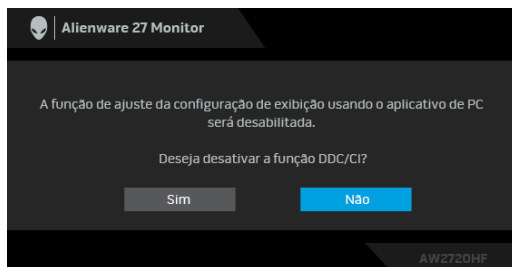 Alienware 27 Monitor
A função de ajuste da configuração de exibição usando o aplicativo de PC
será desabilitada.
Deseja desativar a função DDC/CI?
Sim
Não
AW2720HF